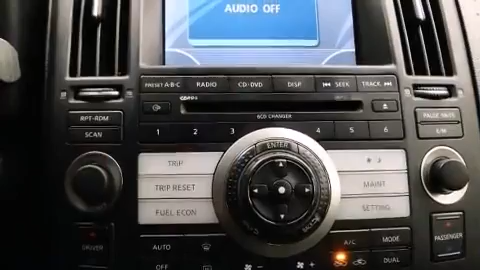 AUDIO OFF
PRESET A·B·C RADIO CD·DVD DISP SEEK TRACK
6CD CHANGER
RPT·RDM
SCAN
1 2 3 4 5 6
ENTER
TRIP
TRIP RESET
FUEL ECON
MAINT
SETTING
DRIVER
PASSENGER
AUTO A/C MODE
OFF DUAL